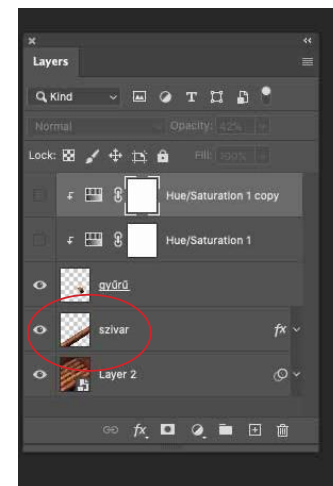 Layers
Kind
Normal Opacity: 42%
Lock: Fill: 100%
Hue/Saturation 1 copy
Hue/Saturation 1
gyűrű
szivar fx
Layer 2
fx